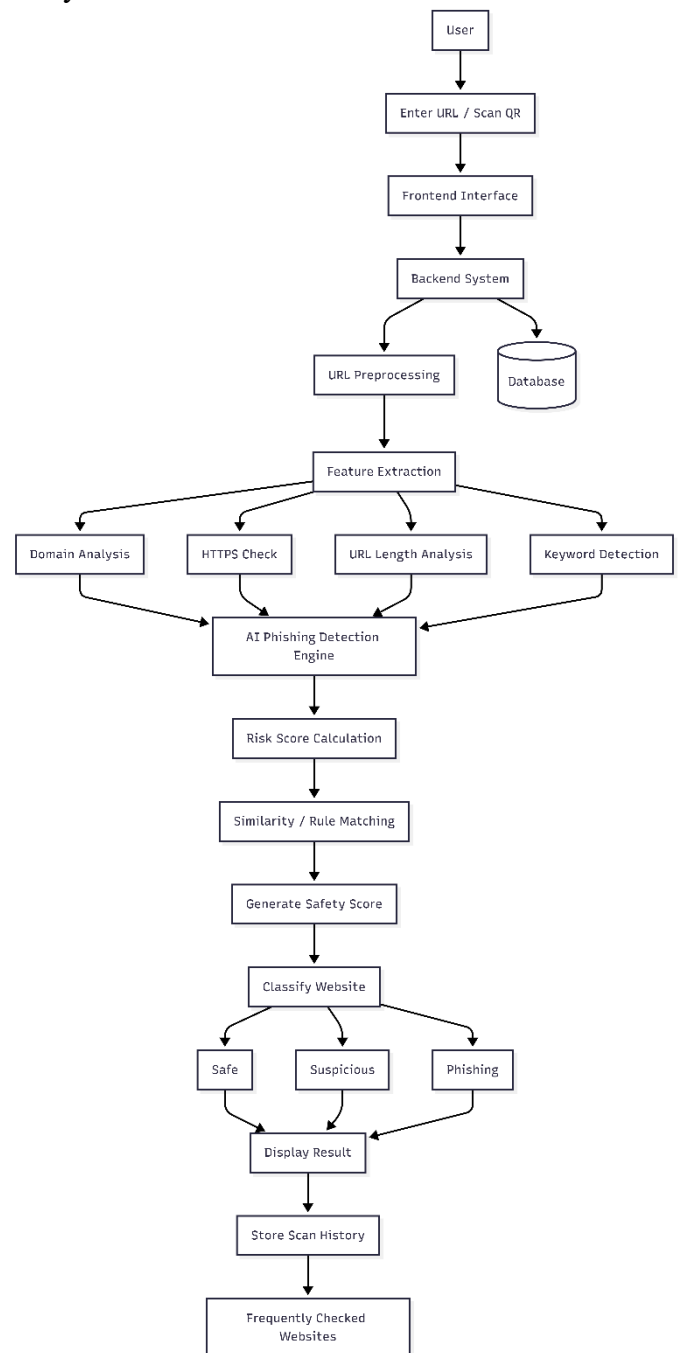 User
Enter URL / Scan QR
Frontend Interface
Backend System
URL Preprocessing
Database
Feature Extraction
Domain Analysis
HTTPS Check
URL Length Analysis
Keyword Detection
AI Phishing Detection
Engine
Risk Score Calculation
Similarity / Rule Matching
Generate Safety Score
Classify Website
Safe
Suspicious
Phishing
Display Result
Store Scan History
Frequently Checked
Websites